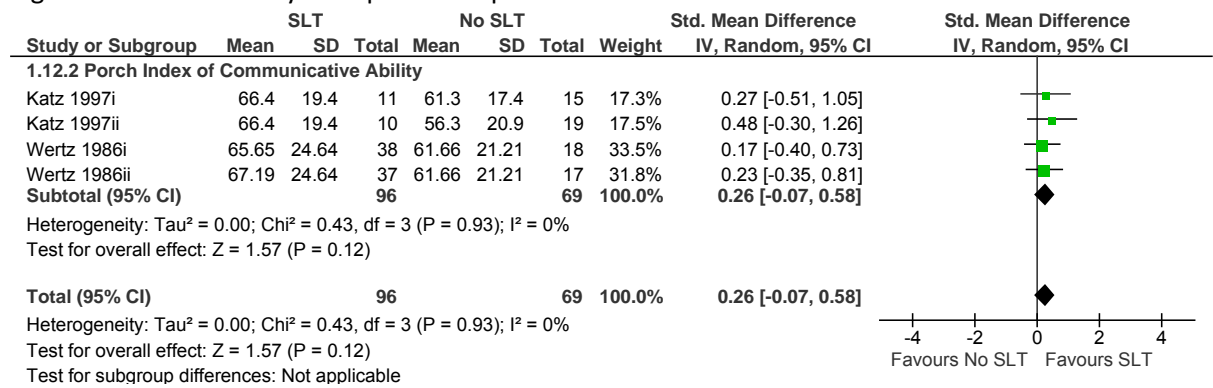 SLT No SLT Std. Mean Difference Std. Mean Difference
Study or Subgroup Mean SD Total Mean SD Total Weight IV, Random, 95% CI IV, Random, 95% CI
1.12.2 Porch Index of Communicative Ability
Katz 1997i 66.4 19.4 11 61.3 17.4 15 17.3% 0.27 [-0.51, 1.05]
Katz 1997ii 66.4 19.4 10 56.3 20.9 19 17.5% 0.48 [-0.30, 1.26]
Wertz 1986i 65.65 24.64 38 61.66 21.21 18 33.5% 0.17 [-0.40, 0.73]
Wertz 1986ii 67.19 24.64 37 61.66 21.21 17 31.8% 0.23 [-0.35, 0.81]
Subtotal (95% CI) 96 69 100.0% 0.26 [-0.07, 0.58]
Heterogeneity: Tau² = 0.00; Chi² = 0.43, df = 3 (P = 0.93); I² = 0%
Test for overall effect: Z = 1.57 (P = 0.12)
Total (95% CI) 96 69 100.0% 0.26 [-0.07, 0.58]
Heterogeneity: Tau² = 0.00; Chi² = 0.43, df = 3 (P = 0.93); I² = 0%
Test for overall effect: Z = 1.57 (P = 0.12)
Test for subgroup differences: Not applicable
-4 -2 0 2 4
Favours No SLT Favours SLT